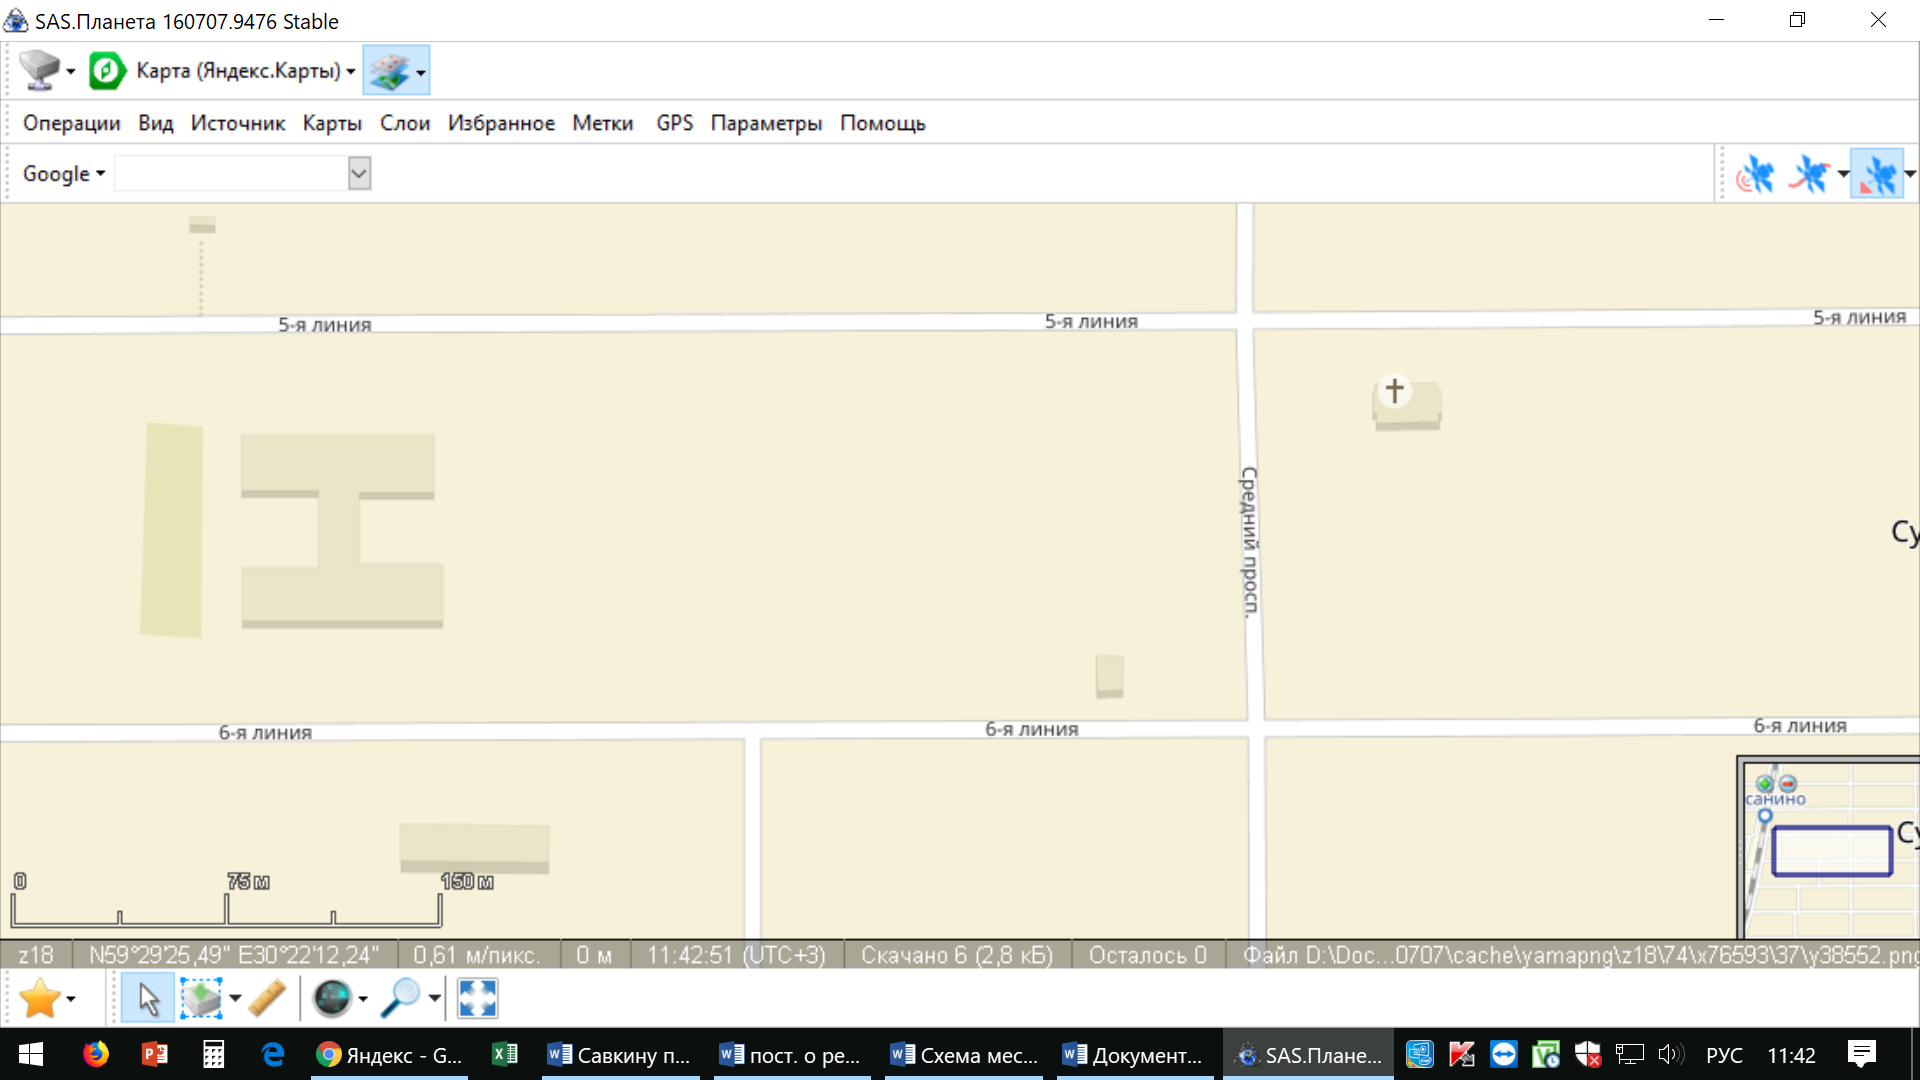 SAS.Планета 160707.9476 Stable
Карта (Яндекс.Карты)
Операции Вид Источник Карты Слои Избранное Метки GPS Параметры Помощь
Google
5-я линия
5-я линия
5-я линия
Средний просп.
Су
6-я линия
6-я линия
6-я линия
санино
Су
0 75 м 150 м
z18 N59°29'25,49" E30°22'12,24" 0,61 м/пикс. 0 м 11:42:51 (UTC+3) Скачано 6 (2,8 кБ) Осталось 0 Файл D:\Doc...0707\cache\yamapng\z18\74\x76593\37\y38552.png
Яндекс - G... Савкину п... пост. о ре... Схема мес... Документ... SAS.Плане... РУС 11:42